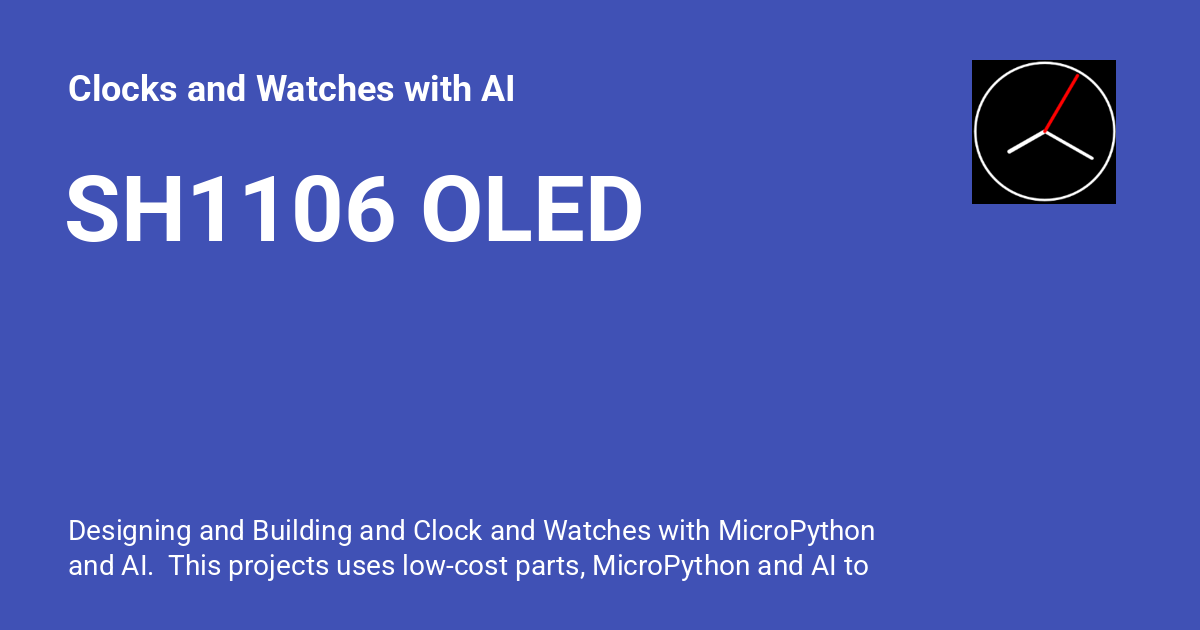 Clocks and Watches with AI
SH1106 OLED
Designing and Building and Clock and Watches with MicroPython
and AI.  This projects uses low-cost parts, MicroPython and AI to